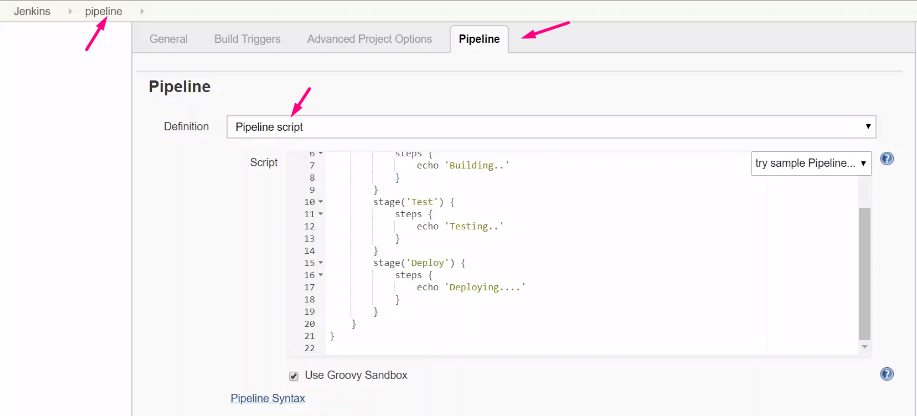 Jenkins pipeline
General Build Triggers Advanced Project Options Pipeline
Pipeline
Definition Pipeline script
Script try sample Pipeline...
6 steps {
7 echo 'Building..'
8 }
9 }
10 stage('Test') {
11 steps {
12 echo 'Testing..'
13 }
14 }
15 stage('Deploy') {
16 steps {
17 echo 'Deploying....'
18 }
19 }
20 }
21 }
22
Use Groovy Sandbox
Pipeline Syntax